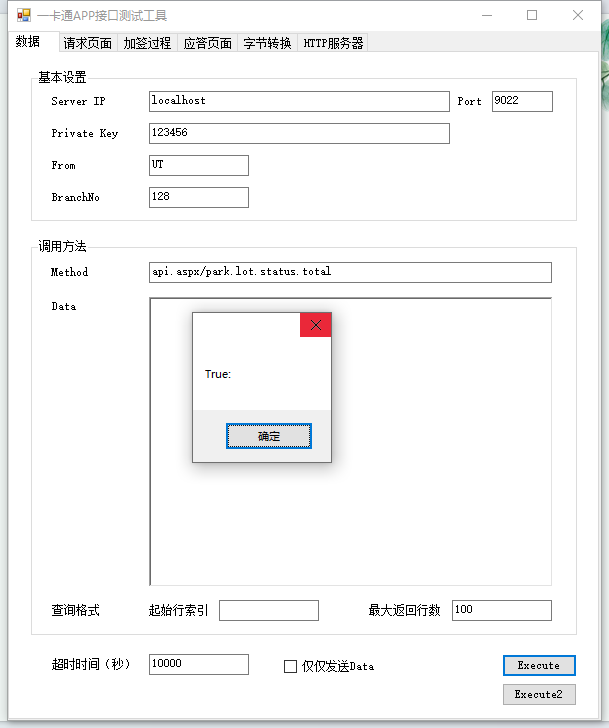 一卡通APP接口测试工具
数据 请求页面 加签过程 应答页面 字节转换 HTTP服务器
基本设置
Server IP localhost Port 9022
Private Key 123456
From UT
BranchNo 128
调用方法
Method api.aspx/park.lot.status.total
Data
True:
确定
查询格式 起始行索引 最大返回行数 100
超时时间（秒） 10000 仅仅发送Data Execute
Execute2